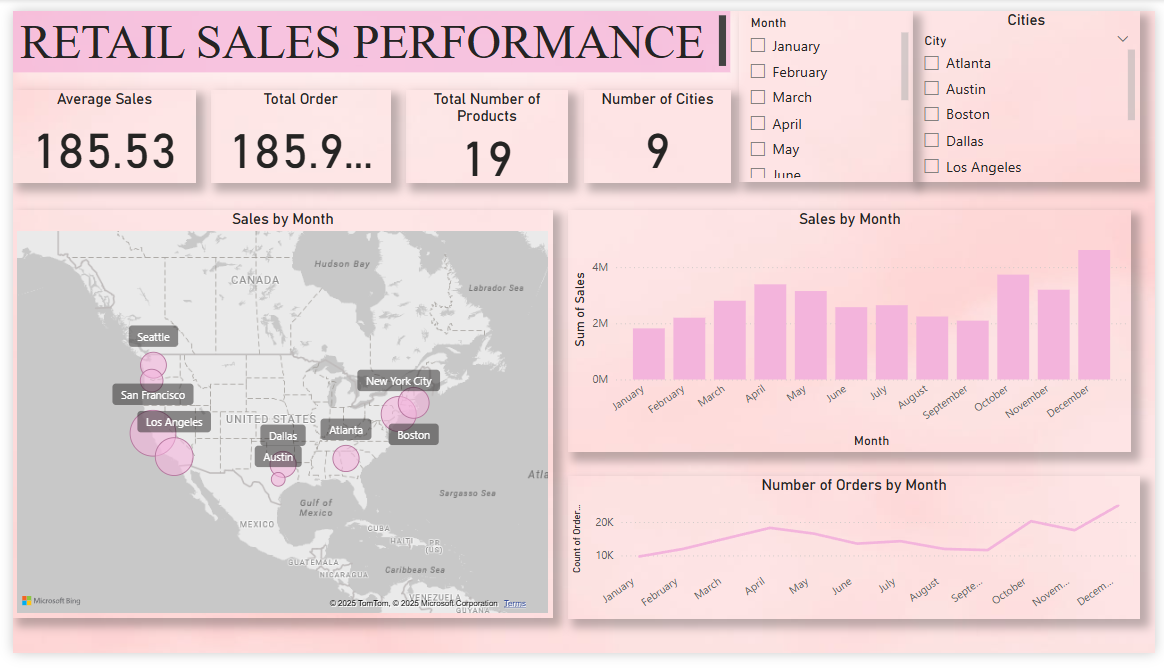 RETAIL SALES PERFORMANCE
Month
January
February
March
April
May
June
Cities
City
Atlanta
Austin
Boston
Dallas
Los Angeles
Average Sales
185.53
Total Order
185.9...
Total Number of
Products
19
Number of Cities
9
Sales by Month
Hudson Bay
CANADA
Labrador Sea
Seattle
San Francisco
New York City
Los Angeles
UNITED STATES
Dallas
Atlanta
Boston
Austin
Atla
Gulf of
Mexico
Sargasso Sea
MEXICO
CUBA
HAITI
PR
(US)
GUATEMALA
NICARAGUA
Caribbean Sea
VENEZUELA
GUYANA
Microsoft Bing
© 2025 TomTom, © 2025 Microsoft Corporation Terms
Sales by Month
Sum of Sales
4M
2M
0M
January
February
March
April
May
June
July
August
September
October
November
December
Month
Number of Orders by Month
Count of Order...
20K
10K
January
February
March
April
May
June
July
August
Septe...
October
Novem...
Decem...